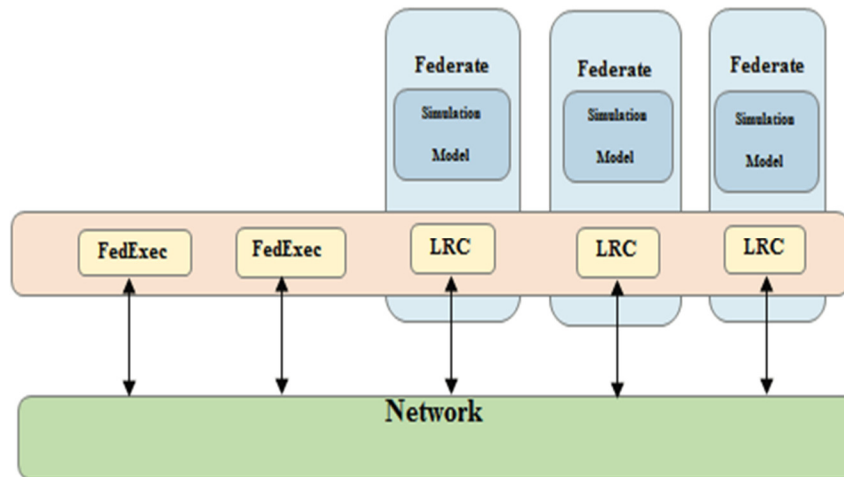 Federate
Federate
Federate
Simulation
Model
Simulation
Model
Simulation
Model
FedExec
FedExec
LRC
LRC
LRC
Network